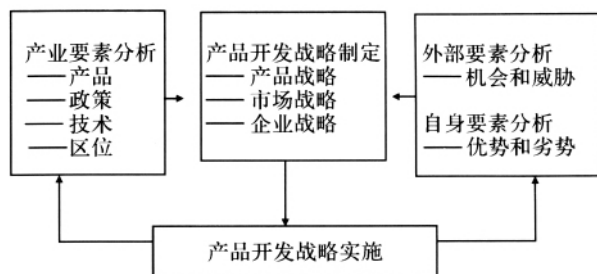 产业要素分析
——产品
——政策
——技术
——区位
产品开发战略制定
——产品战略
——市场战略
——企业战略
外部要素分析
——机会和威胁
自身要素分析
——优势和劣势
产品开发战略实施